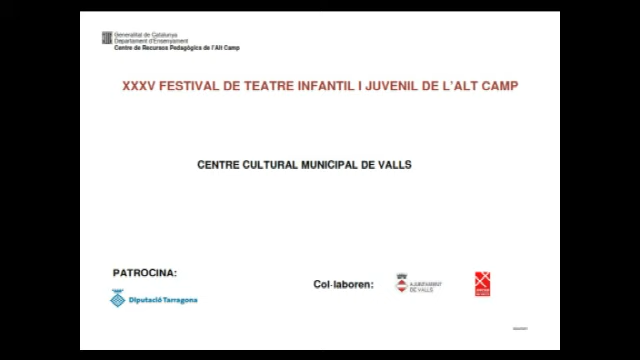 Generalitat de Catalunya
Departament d'Ensenyament
Centre de Recursos Pedagògics de l'Alt Camp
XXXV FESTIVAL DE TEATRE INFANTIL I JUVENIL DE L'ALT CAMP
CENTRE CULTURAL MUNICIPAL DE VALLS
PATROCINA:
Diputació Tarragona
Col·laboren:
AJUNTAMENT
DE VALLS